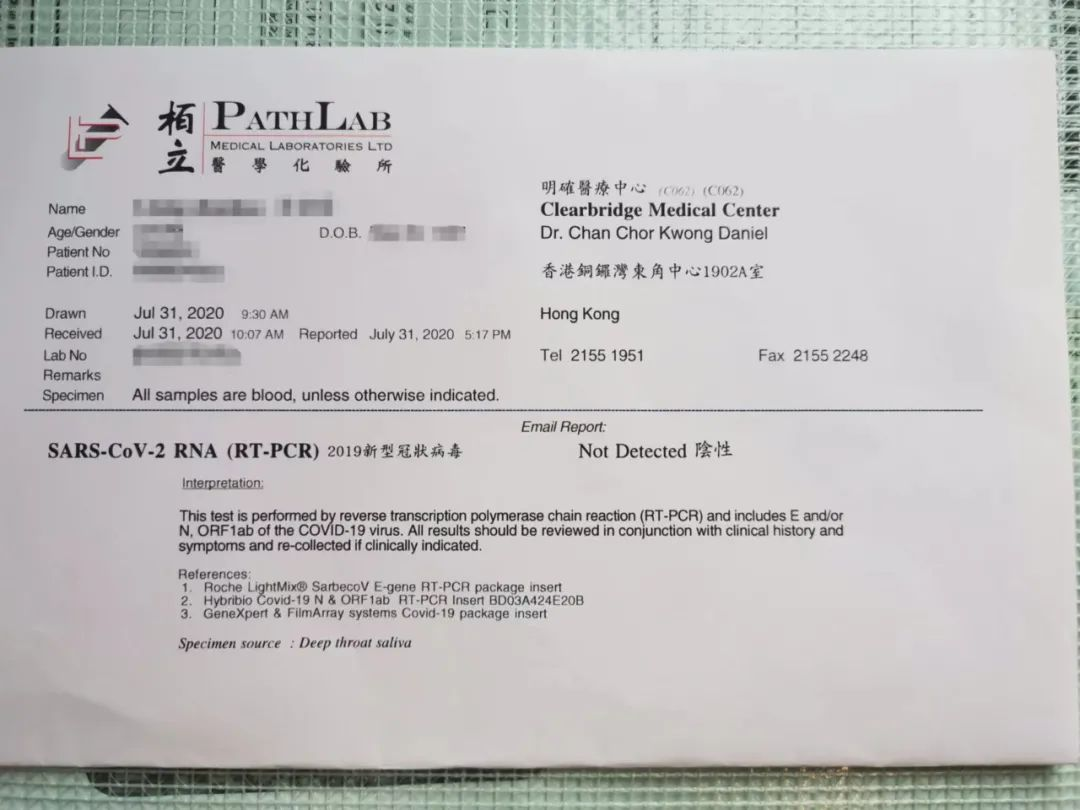 栢立
PATHLAB
MEDICAL LABORATORIES LTD
醫學化驗所
Name
Age/Gender D.O.B.
Patient No
Patient I.D.
明確醫療中心 (C062) (C062)
Clearbridge Medical Center
Dr. Chan Chor Kwong Daniel
香港銅鑼灣東角中心1902A室
Drawn Jul 31, 2020 9:30 AM
Hong Kong
Received Jul 31, 2020 10:07 AM Reported July 31, 2020 5:17 PM
Lab No
Tel 2155 1951 Fax 2155 2248
Remarks
Specimen All samples are blood, unless otherwise indicated.
Email Report:
SARS-CoV-2 RNA (RT-PCR) 2019新型冠狀病毒 Not Detected 陰性
Interpretation:
This test is performed by reverse transcription polymerase chain reaction (RT-PCR) and includes E and/or
N, ORF1ab of the COVID-19 virus. All results should be reviewed in conjunction with clinical history and
symptoms and re-collected if clinically indicated.
References:
1. Roche LightMix® SarbecoV E-gene RT-PCR package insert
2. Hybribio Covid-19 N & ORF1ab RT-PCR Insert BD03A424E20B
3. GeneXpert & FilmArray systems Covid-19 package insert
Specimen source : Deep throat saliva